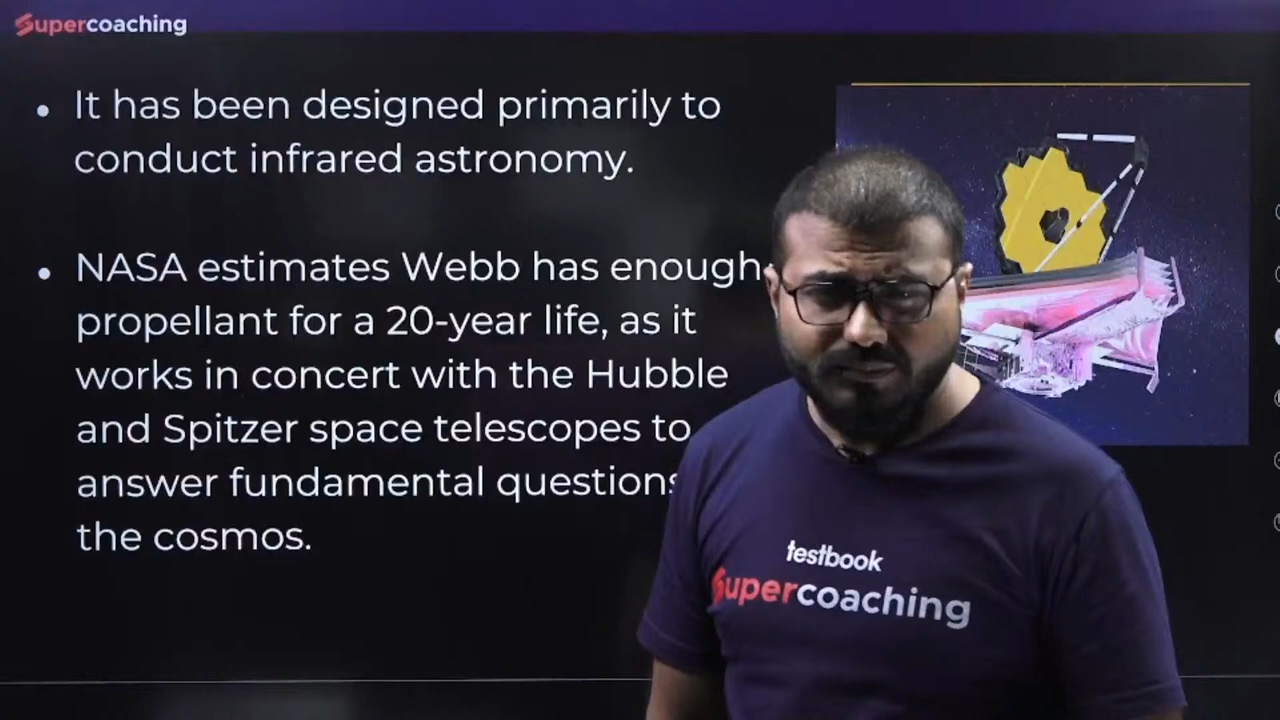 Supercoaching
• It has been designed primarily to
conduct infrared astronomy.
• NASA estimates Webb has enough
propellant for a 20-year life, as it
works in concert with the Hubble
and Spitzer space telescopes to
answer fundamental questions
the cosmos.
testbook
Supercoaching